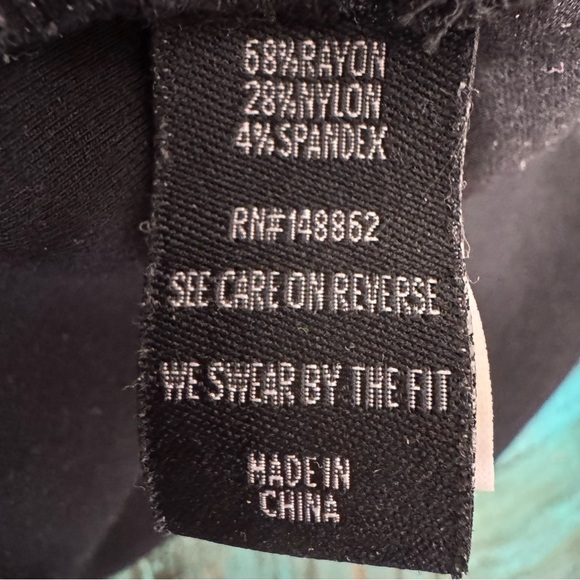 68%RAYON
28%NYLON
4%SPANDEX
RN#148862
SEE CARE ON REVERSE
WE SWEAR BY THE FIT
MADE IN
CHINA